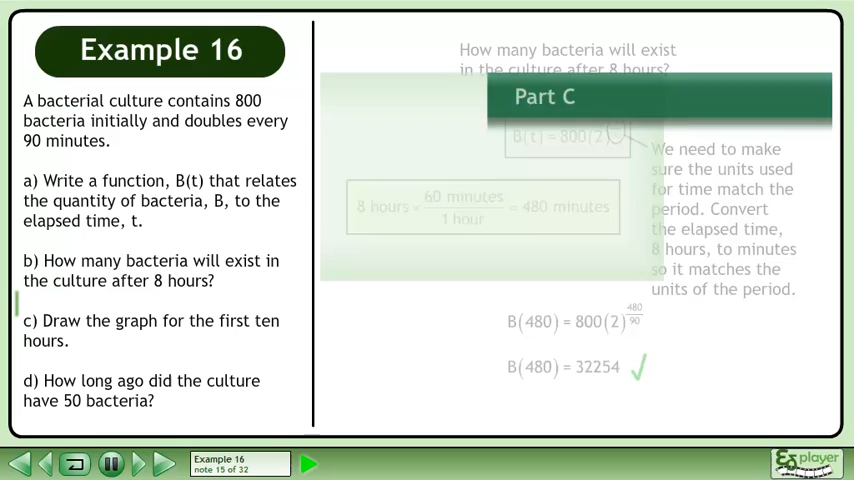 Example 16
A bacterial culture contains 800
bacteria initially and doubles every
90 minutes.
a) Write a function, B(t) that relates
the quantity of bacteria, B, to the
elapsed time, t.
b) How many bacteria will exist in
the culture after 8 hours?
c) Draw the graph for the first ten
hours.
d) How long ago did the culture
have 50 bacteria?
How many bacteria will exist
in the culture after 8 hours?
Part C
B(t) = 800(2)
We need to make
sure the units used
for time match the
period. Convert
the elapsed time,
8 hours, to minutes
so it matches the
units of the period.
8 hours × 60 minutes / 1 hour = 480 minutes
B(480) = 800(2)^(480/90)
B(480) = 32254 ✓
Example 16
note 15 of 32
player